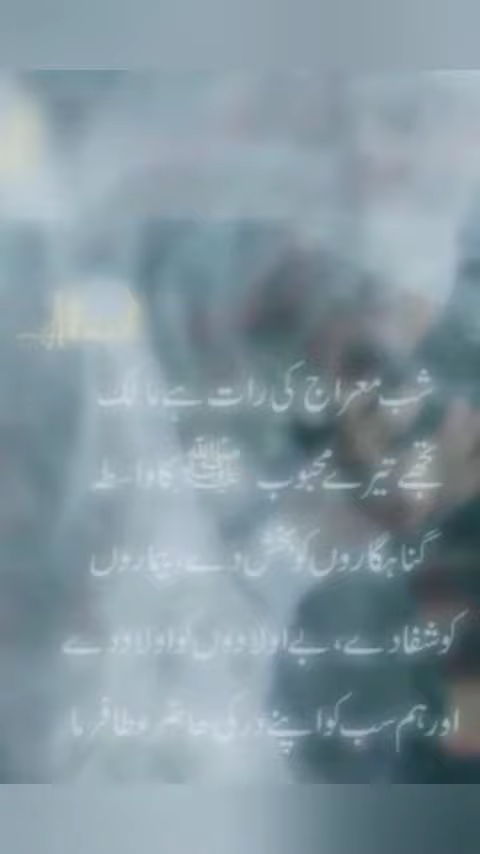 شب معراج کی رات ہے مالک
تجھے تیرے محبوب ﷺ کا واسطہ
گناہگاروں کو بخش دے، بیماروں
کو شفا دے، بے اولادوں کو اولاد دے
اور ہم سب کو اپنے در کی حاضری عطا فرما